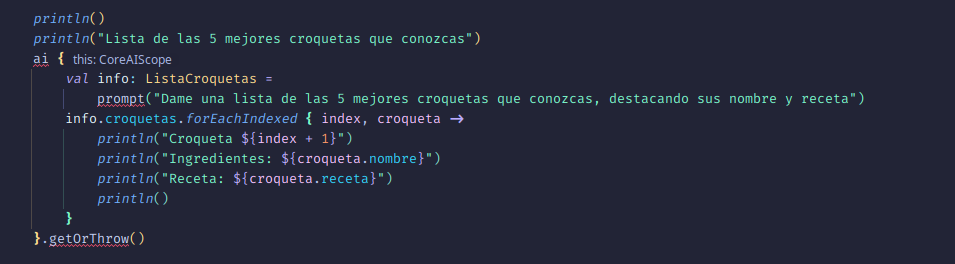 println()
println("Lista de las 5 mejores croquetas que conozcas")
ai { this: CoreAIScope
val info: ListaCroquetas =
prompt("Dame una lista de las 5 mejores croquetas que conozcas, destacando sus nombre y receta")
info.croquetas.forEachIndexed { index, croqueta ->
println("Croqueta ${index + 1}")
println("Ingredientes: ${croqueta.nombre}")
println("Receta: ${croqueta.receta}")
println()
}
}.getOrThrow()